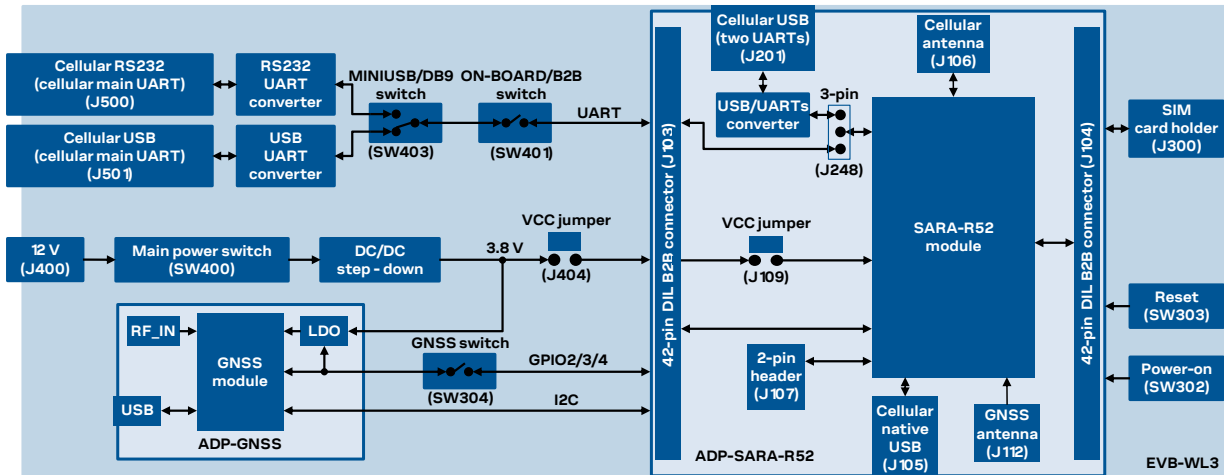 Cellular RS232
(cellular main UART)
(J500)
RS232
UART
converter
MINIUSB/DB9
switch
(SW403)
ON-BOARD/B2B
switch
(SW401)
UART
Cellular USB
(cellular main UART)
(J501)
USB
UART
converter
12 V
(J400)
Main power switch
(SW400)
DC/DC
step - down
3.8 V
VCC jumper
(J404)
RF_IN
GNSS
module
LDO
USB
ADP-GNSS
GNSS switch
(SW304)
GPIO2/3/4
I2C
42-pin DIL B2B connector (J103)
Cellular USB
(two UARTs)
(J201)
USB/UARTs
converter
3-pin
(J248)
Cellular
antenna
(J106)
VCC jumper
(J109)
SARA-R52
module
2-pin
header
(J107)
Cellular
native
USB
(J105)
GNSS
antenna
(J112)
ADP-SARA-R52
42-pin DIL B2B connector (J104)
SIM
card holder
(J300)
Reset
(SW303)
Power-on
(SW302)
EVB-WL3